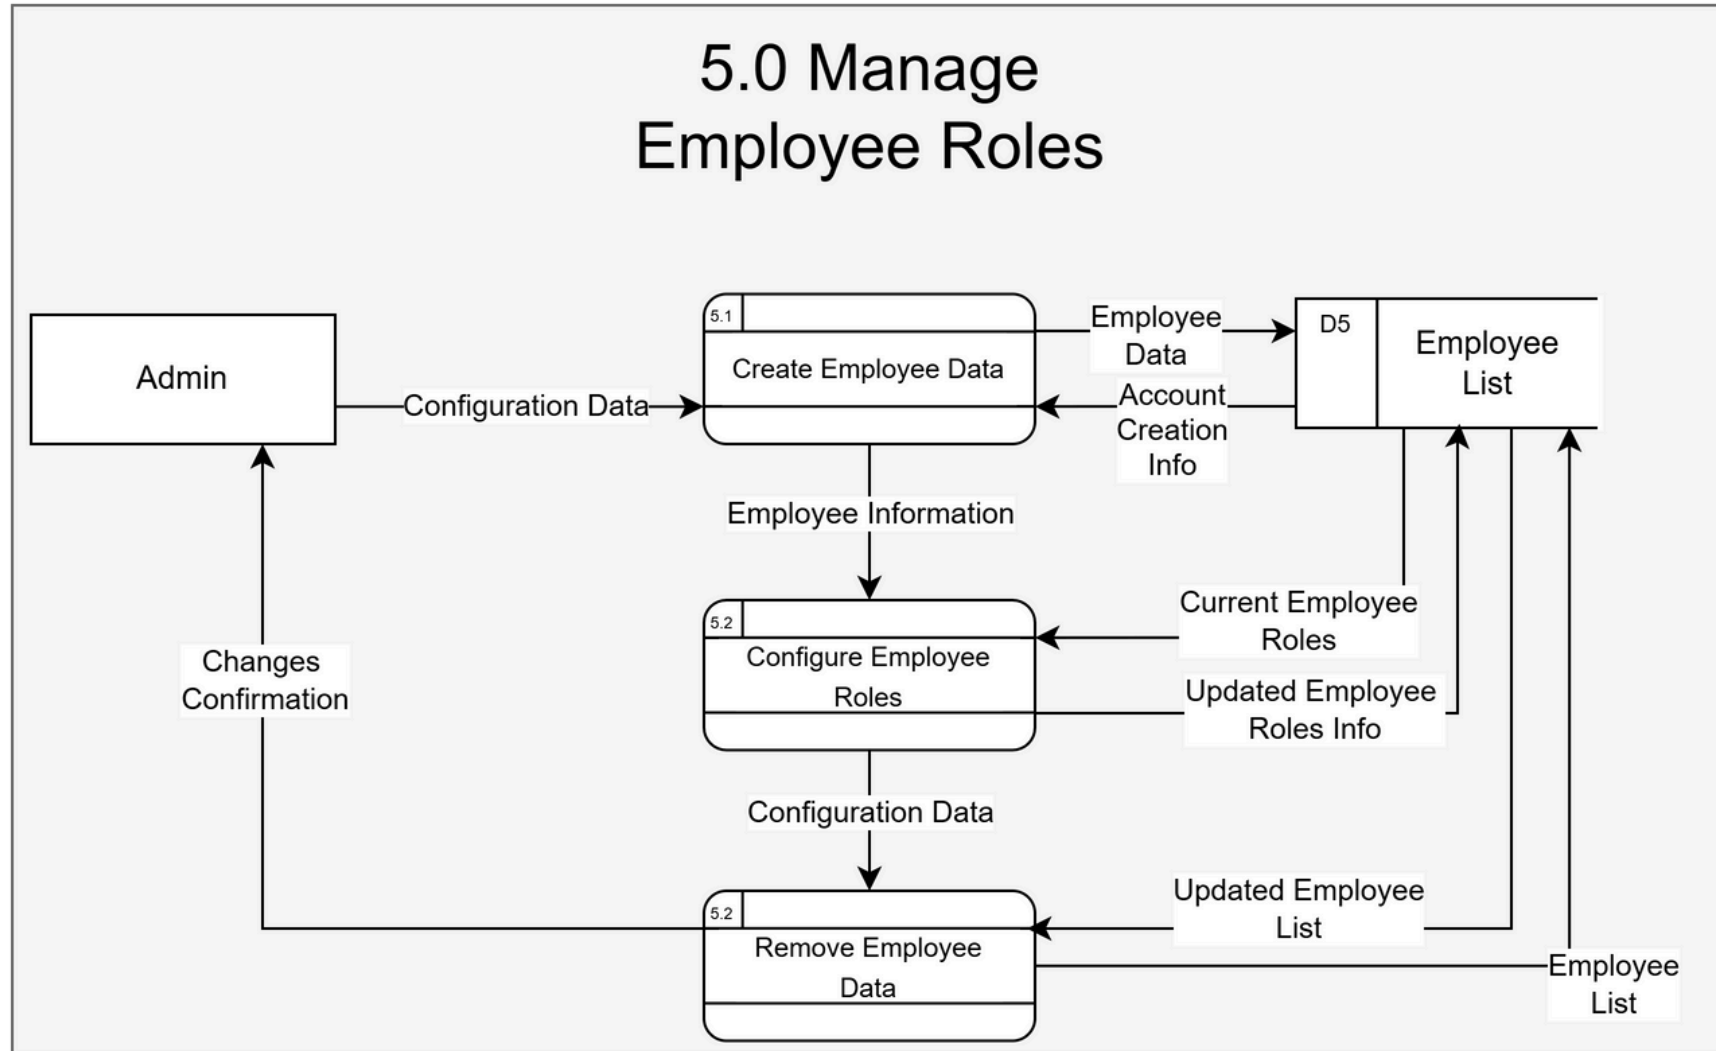 5.0 Manage
Employee Roles
Admin
Configuration Data
5.1
Create Employee Data
Employee
Data
Account
Creation
Info
D5
Employee
List
Employee Information
Changes
Confirmation
5.2
Configure Employee
Roles
Current Employee
Roles
Updated Employee
Roles Info
Configuration Data
5.2
Remove Employee
Data
Updated Employee
List
Employee
List